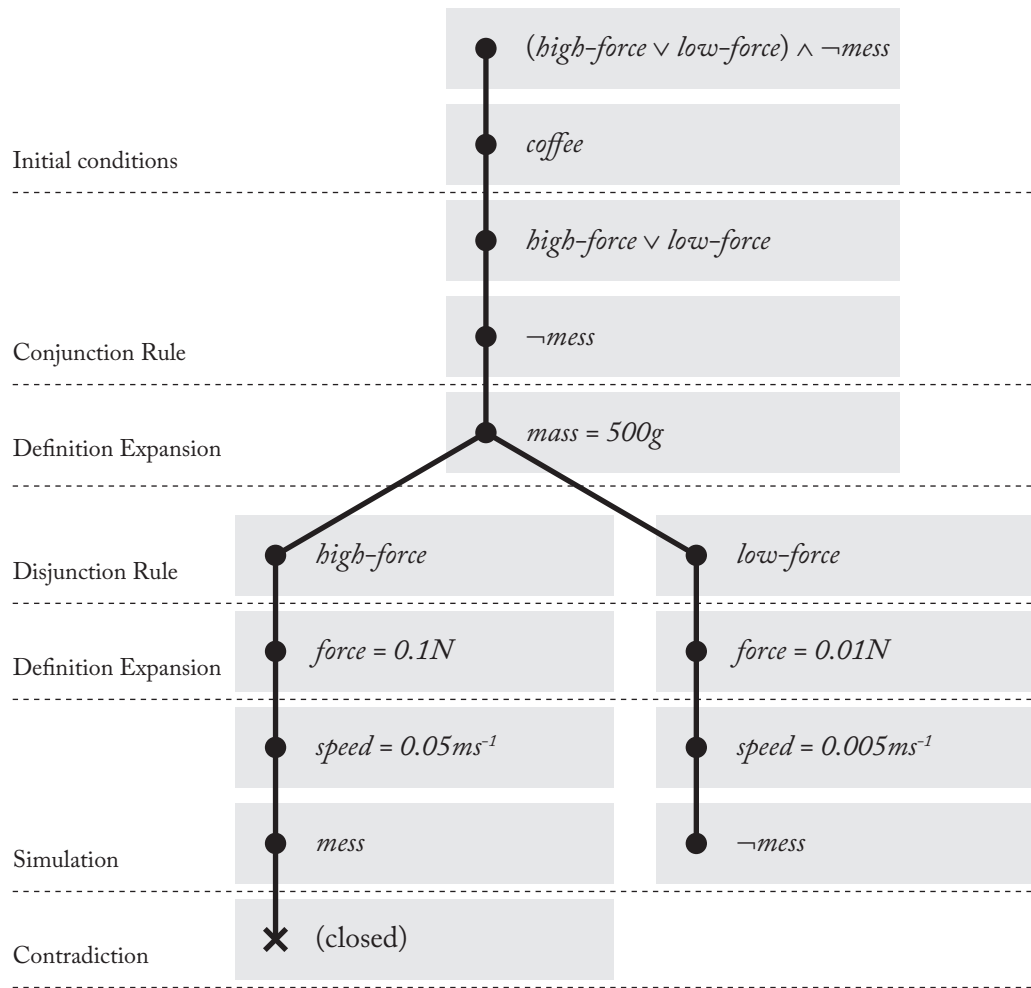 (high-force ∨ low-force) ∧ ¬mess
coffee
Initial conditions
high-force ∨ low-force
¬mess
Conjunction Rule
mass = 500g
Definition Expansion
high-force
low-force
Disjunction Rule
force = 0.1N
force = 0.01N
Definition Expansion
speed = 0.05ms⁻¹
speed = 0.005ms⁻¹
mess
¬mess
Simulation
(closed)
Contradiction